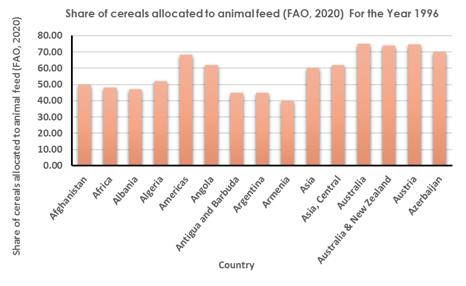 Share of cereals allocated to animal feed (FAO, 2020) For the Year 1996
Share of cereals allocated to animal feed (FAO, 2020)
80.00
70.00
60.00
50.00
40.00
30.00
20.00
10.00
0.00
Afghanistan
Africa
Albania
Algeria
Americas
Angola
Antigua and Barbuda
Argentina
Armenia
Asia
Asia, Central
Australia
Australia & New Zealand
Austria
Azerbaijan
Country